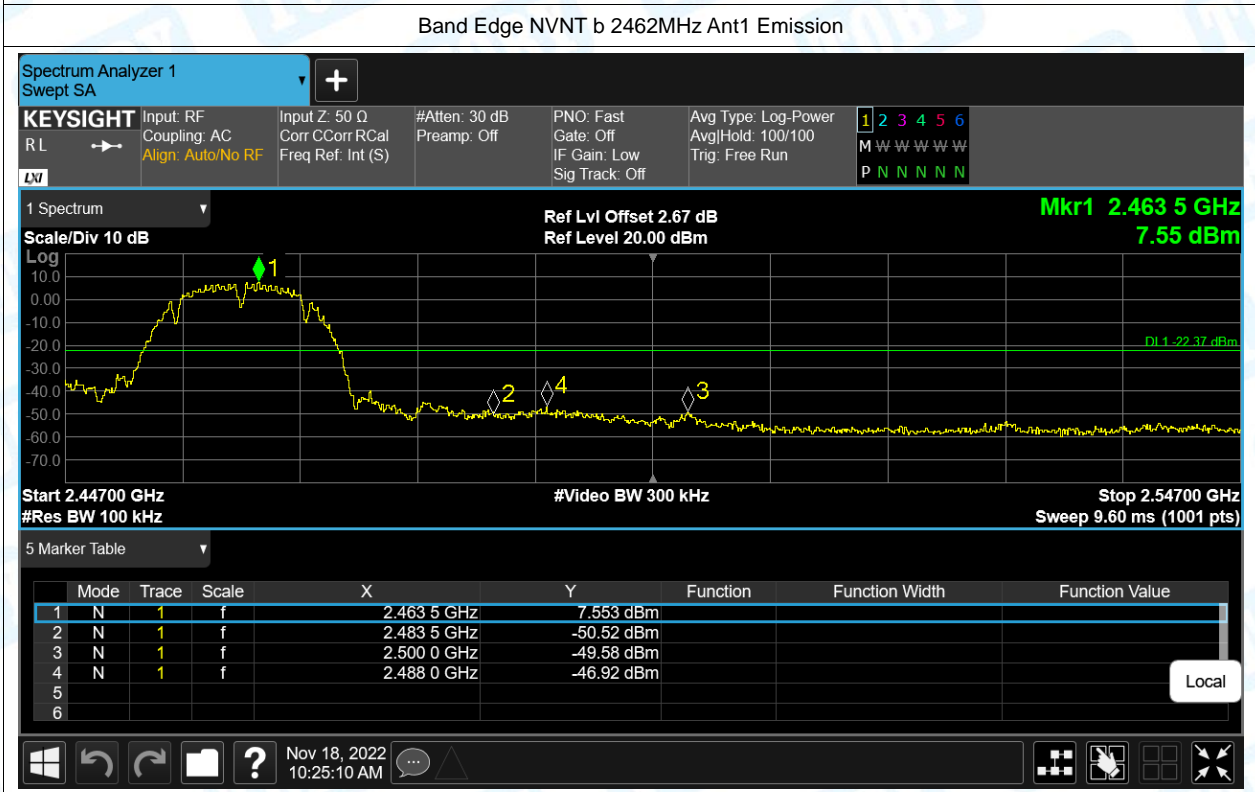 Band Edge NVNT b 2462MHz Ant1 Emission
Spectrum Analyzer 1
Swept SA
+
KEYSIGHT
RL
LXI
Input: RF
Coupling: AC
Align: Auto/No RF
Input Z: 50 Ω
Corr CCorr RCal
Freq Ref: Int (S)
#Atten: 30 dB
Preamp: Off
PNO: Fast
Gate: Off
IF Gain: Low
Sig Track: Off
Avg Type: Log-Power
Avg|Hold: 100/100
Trig: Free Run
1 2 3 4 5 6
M W W W W W
P N N N N N
1 Spectrum
Scale/Div 10 dB
Ref Lvl Offset 2.67 dB
Ref Level 20.00 dBm
Mkr1 2.463 5 GHz
7.55 dBm
Log
10.0
0.00
-10.0
-20.0
-30.0
-40.0
-50.0
-60.0
-70.0
1
2
4
3
DL1 -22.37 dBm
Start 2.44700 GHz
#Res BW 100 kHz
#Video BW 300 kHz
Stop 2.54700 GHz
Sweep 9.60 ms (1001 pts)
5 Marker Table
Mode Trace Scale X Y Function Function Width Function Value
1 N 1 f 2.463 5 GHz 7.553 dBm
2 N 1 f 2.483 5 GHz -50.52 dBm
3 N 1 f 2.500 0 GHz -49.58 dBm
4 N 1 f 2.488 0 GHz -46.92 dBm
5
6
Local
?
Nov 18, 2022
10:25:10 AM